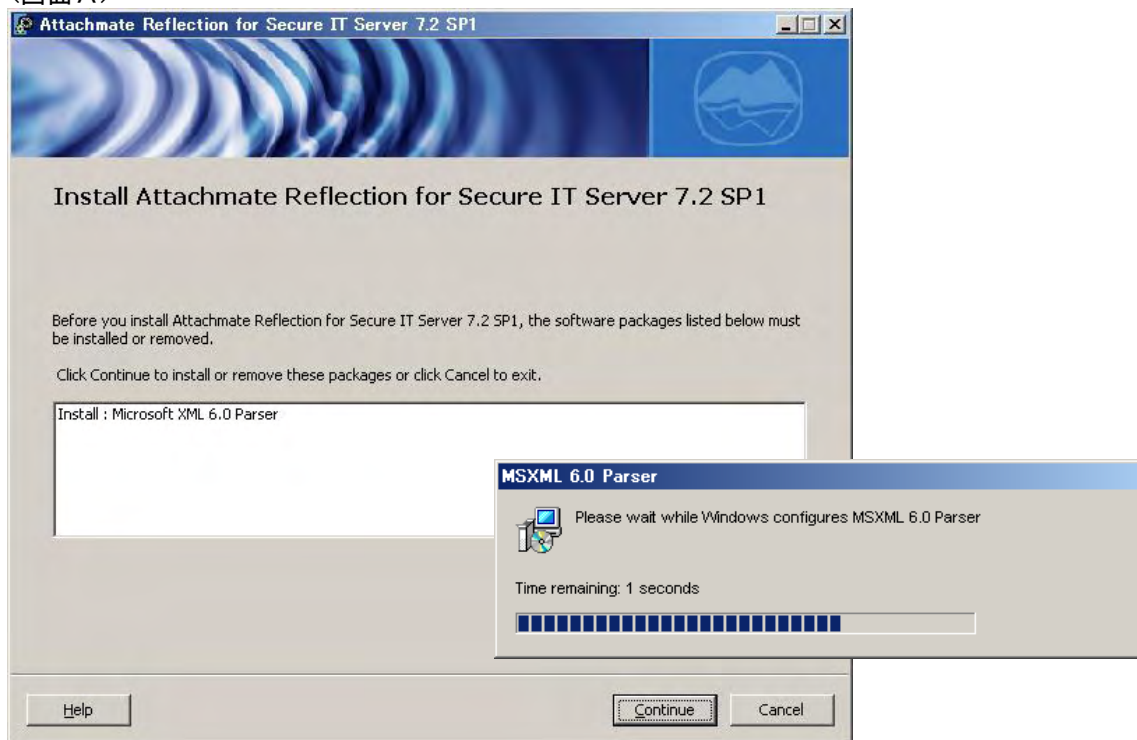 〈画面 A〉
Attachmate Reflection for Secure IT Server 7.2 SP1
Install Attachmate Reflection for Secure IT Server 7.2 SP1
Before you install Attachmate Reflection for Secure IT Server 7.2 SP1, the software packages listed below must
be installed or removed.
Click Continue to install or remove these packages or click Cancel to exit.
Install : Microsoft XML 6.0 Parser
MSXML 6.0 Parser
Please wait while Windows configures MSXML 6.0 Parser
Time remaining: 1 seconds
Help
Continue
Cancel